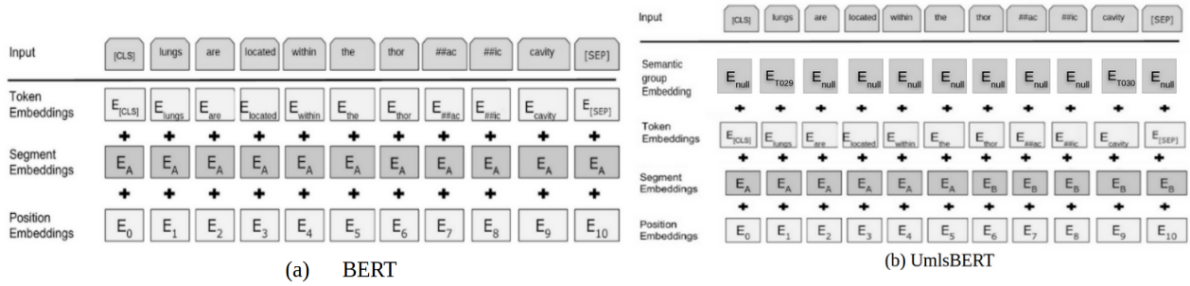 Input [CLS] lungs are located within the thor ##ac ##ic cavity [SEP]
Token Embeddings E[CLS] Elungs Eare Elocated Ewithin Ethe Ethor E##ac E##ic Ecavity E[SEP]
+ + + + + + + + + + +
Segment Embeddings EA EA EA EA EA EA EA EA EA EA EA
+ + + + + + + + + + +
Position Embeddings E0 E1 E2 E3 E4 E5 E6 E7 E8 E9 E10
(a) BERT
Input [CLS] lungs are located within the thor ##ac ##ic cavity [SEP]
Semantic group Embedding Enull ET029 Enull Enull Enull Enull Enull Enull Enull ET030 Enull
+ + + + + + + + + + +
Token Embeddings E[CLS] Elungs Eare Elocated Ewithin Ethe Ethor E##ac E##ic Ecavity E[SEP]
+ + + + + + + + + + +
Segment Embeddings EA EA EA EA EA EA EB EB EB EB EB
+ + + + + + + + + + +
Position Embeddings E0 E1 E2 E3 E4 E5 E6 E7 E8 E9 E10
(b) UmlsBERT